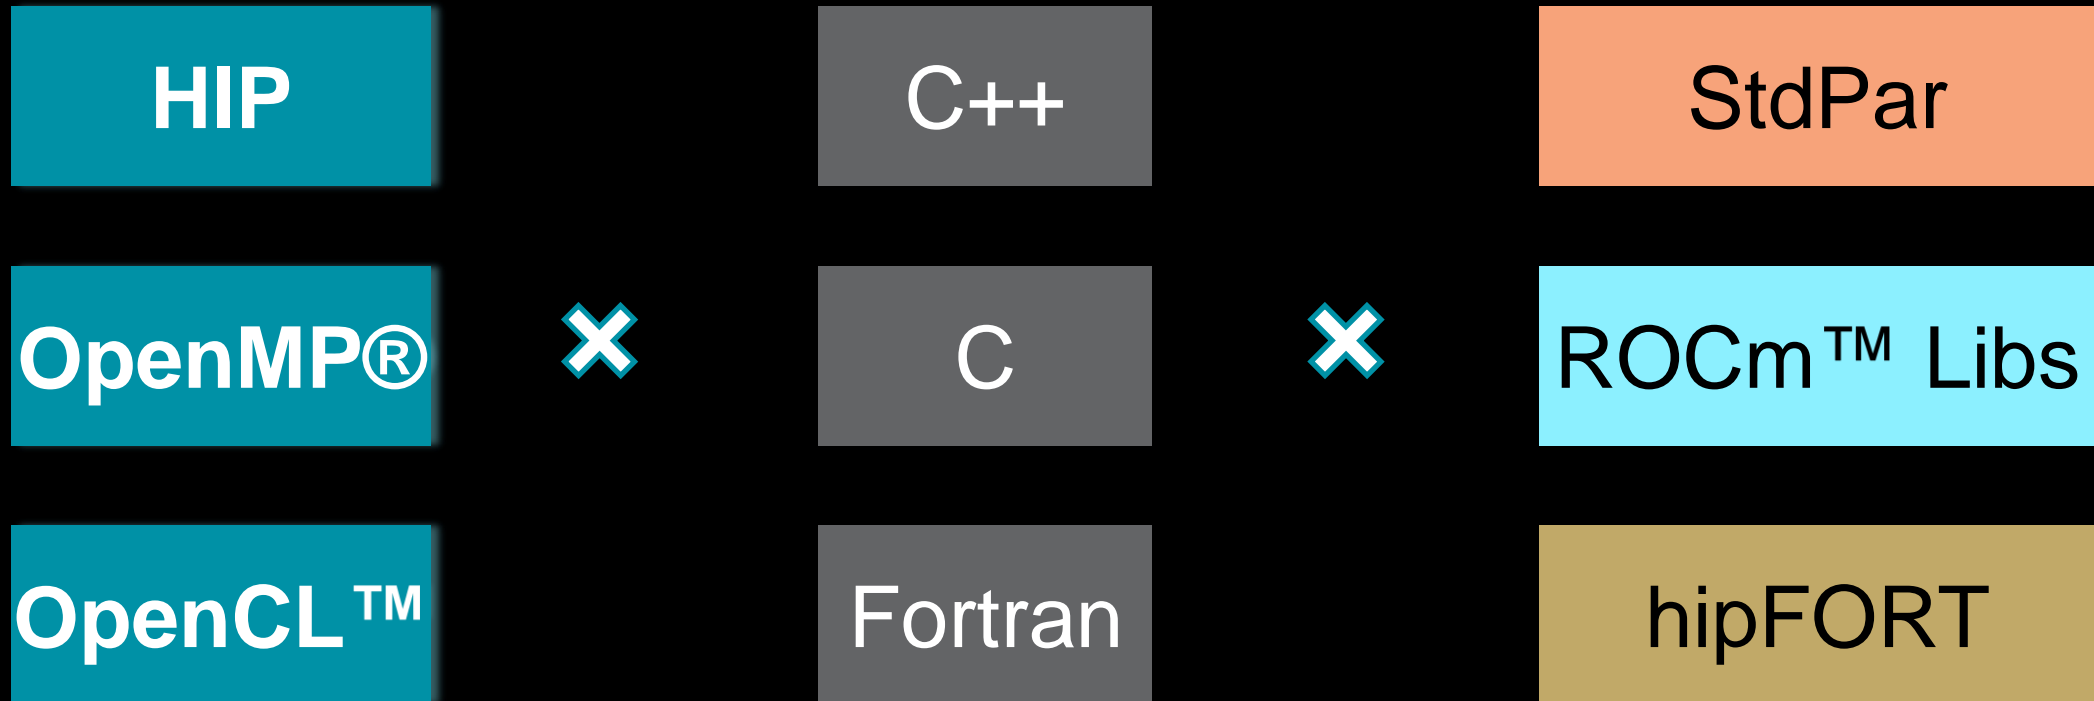 HIP
C++
StdPar
OpenMP®
C
ROCm™ Libs
OpenCL™
Fortran
hipFORT